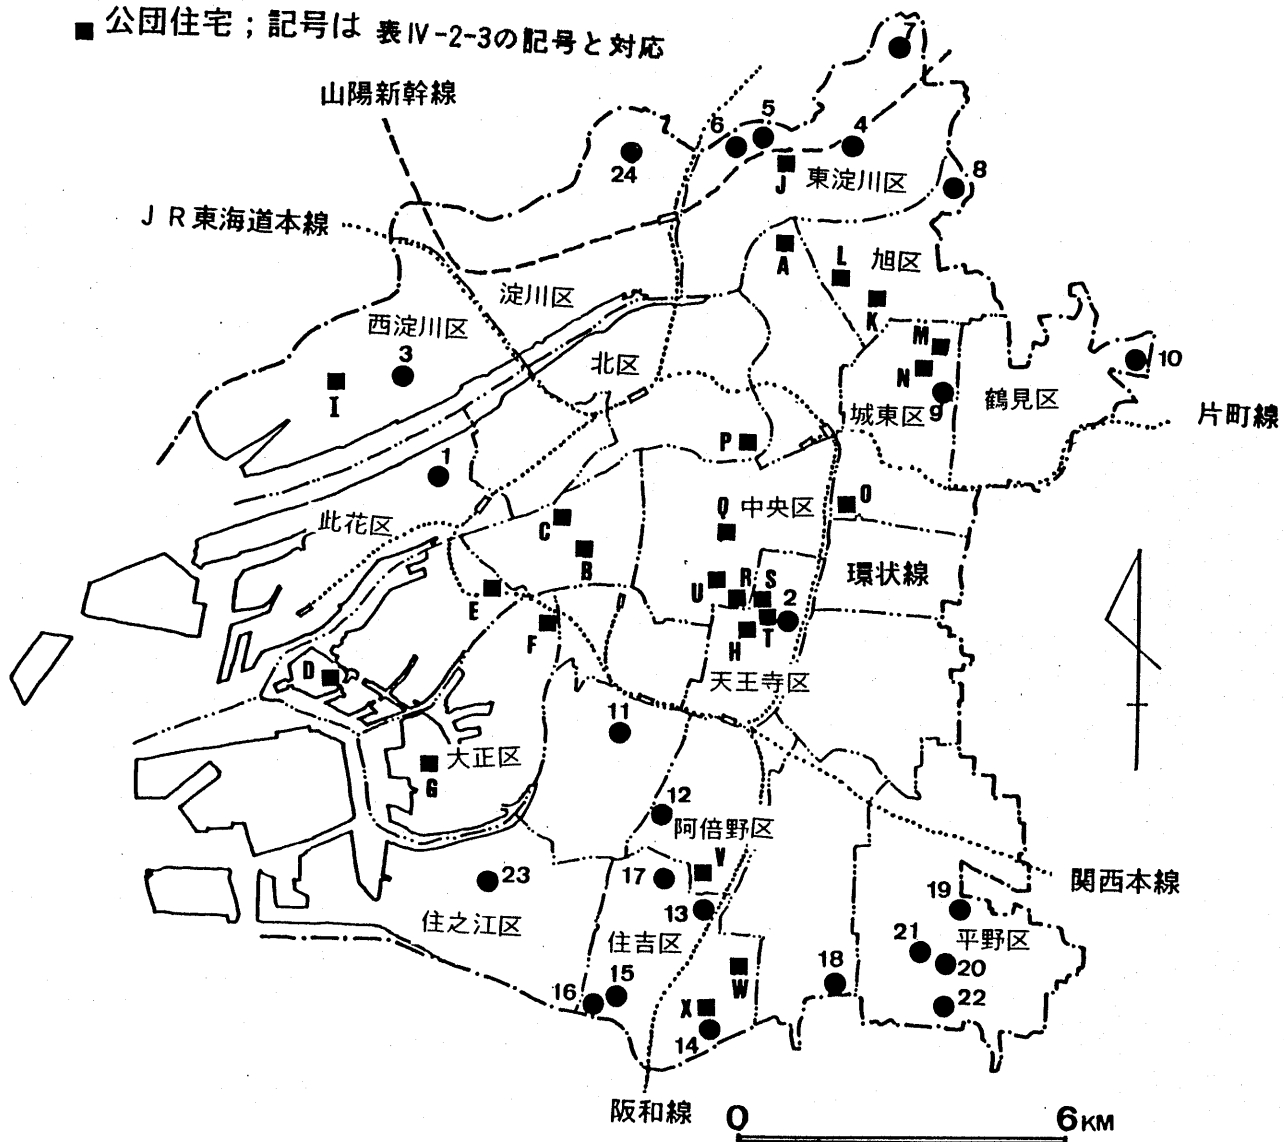 ■ 公団住宅；記号は 表Ⅳ-2-3の記号と対応
7
山陽新幹線
5
6
4
24
J
東淀川区
8
ＪＲ東海道本線
A
L
旭区
淀川区
K
西淀川区
M
3
北区
N
10
I
城東区
9
鶴見区
片町線
P
1
O
Q
中央区
此花区
C
B
環状線
U
R
S
E
2
F
H
T
D
天王寺区
11
大正区
G
12
阿倍野区
V
関西本線
17
23
19
13
住之江区
住吉区
平野区
21
20
15
18
16
W
22
X
14
阪和線
0
6KM